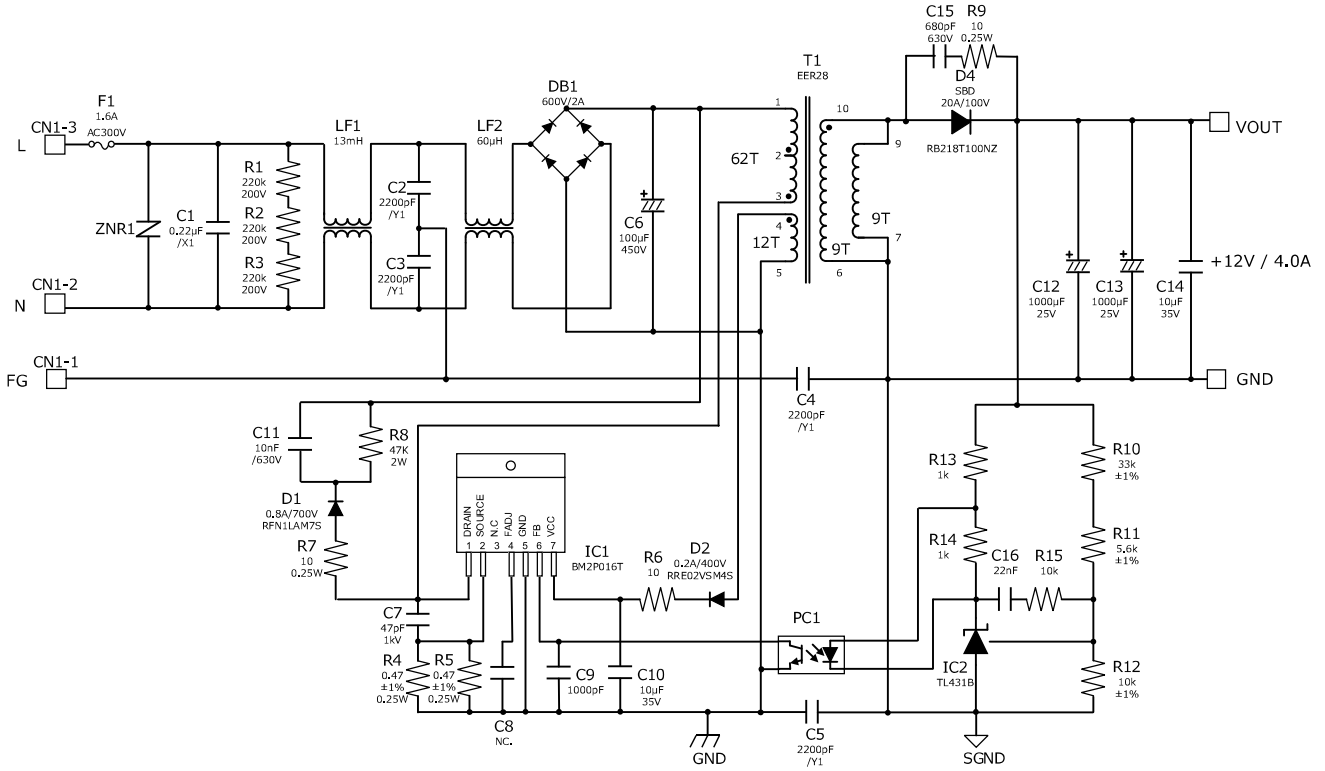 C15
680pF
630V
R9
10
0.25W
T1
EER28
D4
SBD
20A/100V
RB218T100NZ
DB1
600V/2A
F1
1.6A
AC300V
CN1-3
L
LF1
13mH
LF2
60μH
1
2
3
4
5
62T
12T
10
9
7
6
9T
9T
VOUT
R1
220k
200V
R2
220k
200V
R3
220k
200V
ZNR1
C1
0.22μF
/X1
C2
2200pF
/Y1
C3
2200pF
/Y1
C6
100μF
450V
+
CN1-2
N
C12
1000μF
25V
+
C13
1000μF
25V
+
C14
10μF
35V
+12V / 4.0A
CN1-1
FG
GND
C4
2200pF
/Y1
C11
10nF
/630V
R8
47K
2W
D1
0.8A/700V
RFN1LAM7S
R7
10
0.25W
DRAIN
SOURCE
N.C
FADJ
GND
FB
VCC
1 2 3 4 5 6 7
IC1
BM2P016T
R6
10
D2
0.2A/400V
RRE02VSM4S
R13
1k
R10
33k
±1%
R14
1k
C16
22nF
R15
10k
R11
5.6k
±1%
C7
47pF
1kV
R4
0.47
±1%
0.25W
R5
0.47
±1%
0.25W
C8
NC.
C9
1000pF
C10
10μF
35V
PC1
IC2
TL431B
R12
10k
±1%
GND
C5
2200pF
/Y1
SGND